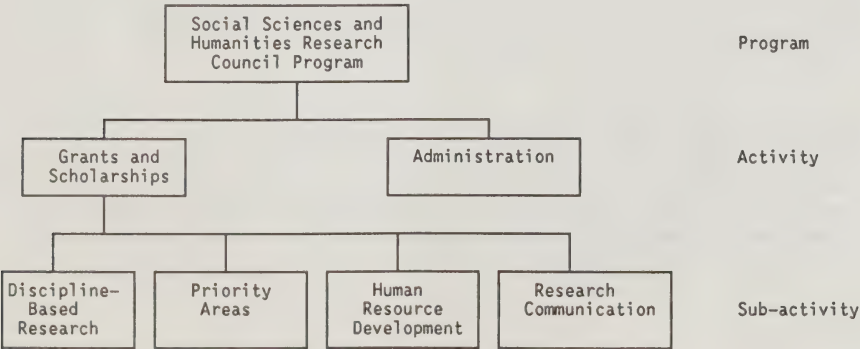 Social Sciences and
Humanities Research
Council Program
Program
Grants and
Scholarships
Administration
Activity
Discipline-
Based
Research
Priority
Areas
Human
Resource
Development
Research
Communication
Sub-activity